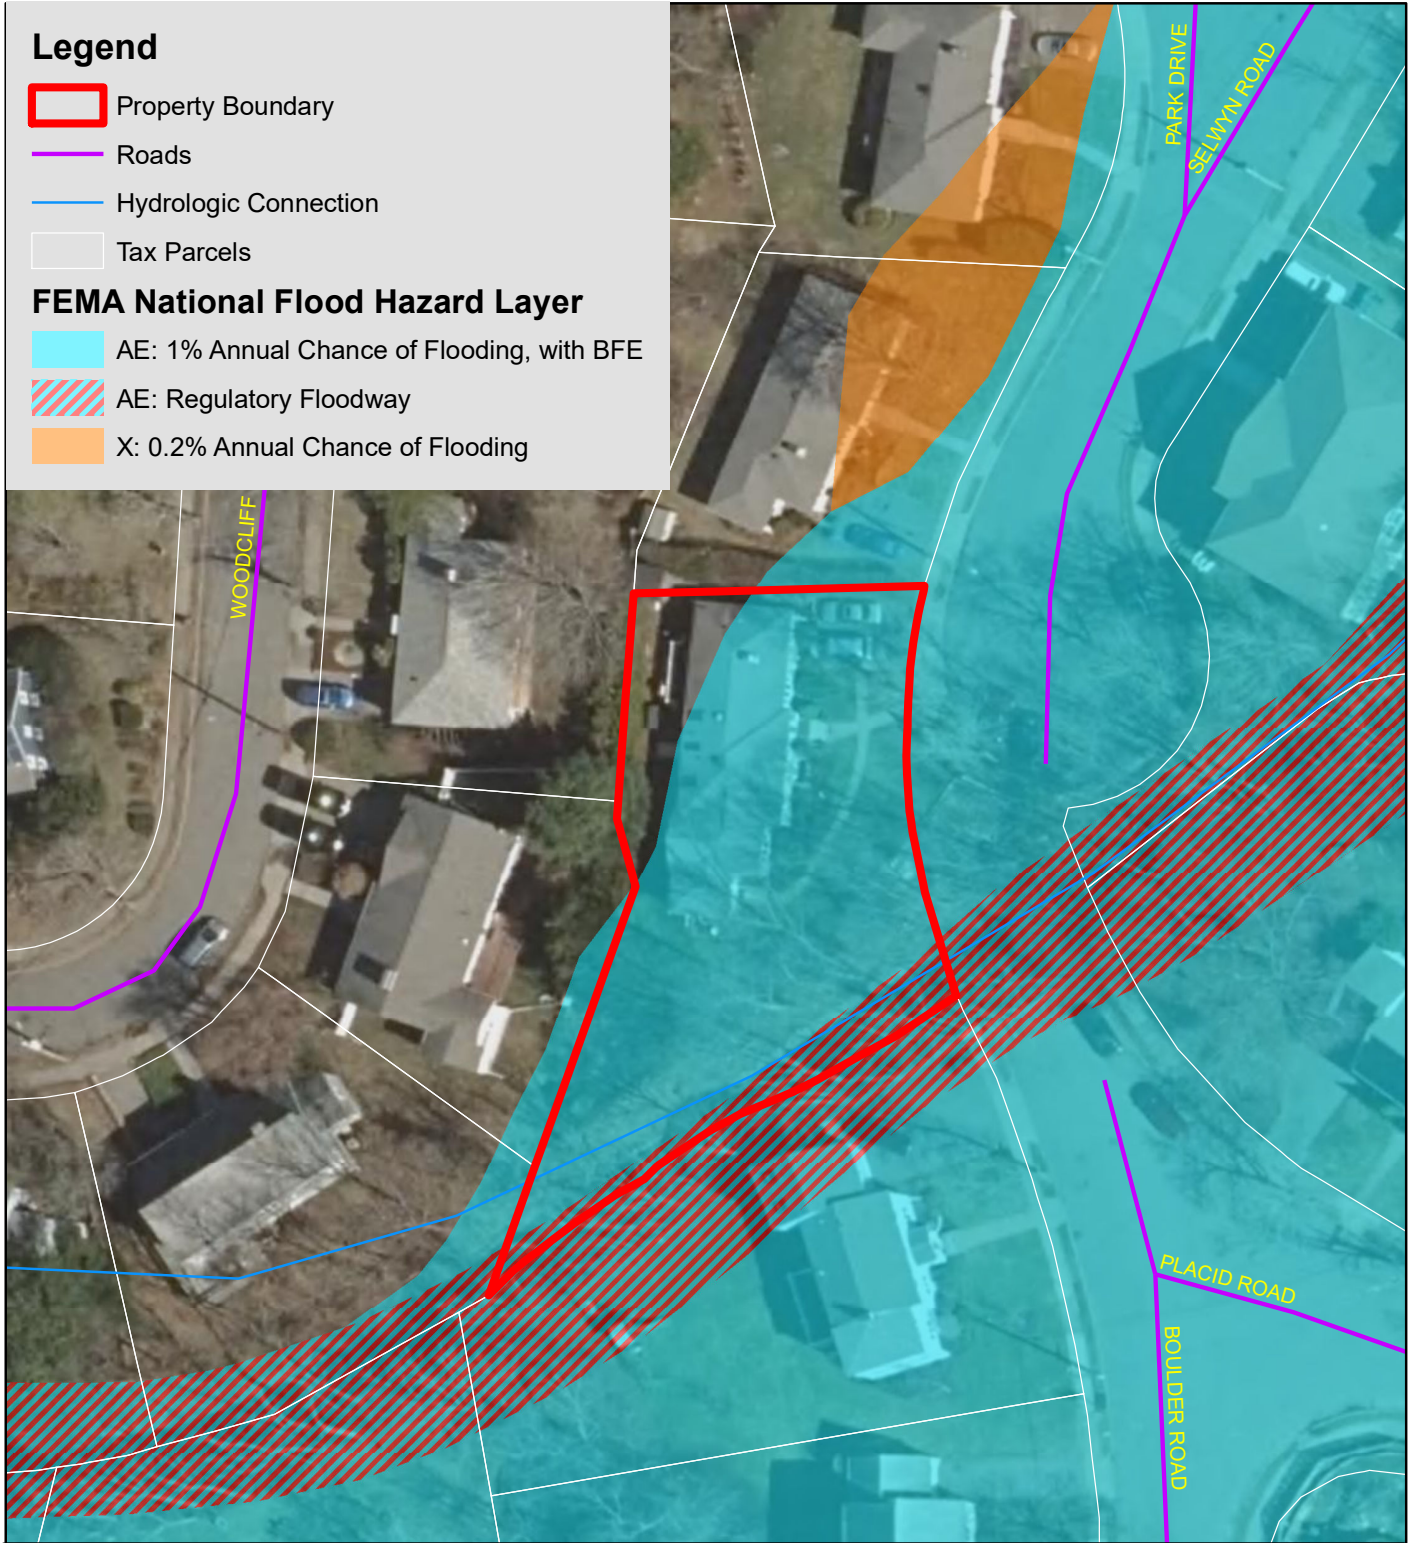 Legend
Property Boundary
Roads
Hydrologic Connection
Tax Parcels
FEMA National Flood Hazard Layer
AE: 1% Annual Chance of Flooding, with BFE
AE: Regulatory Floodway
X: 0.2% Annual Chance of Flooding
PARK DRIVE
SELWYN ROAD
WOODCLIFF
PLACID ROAD
BOULDER ROAD